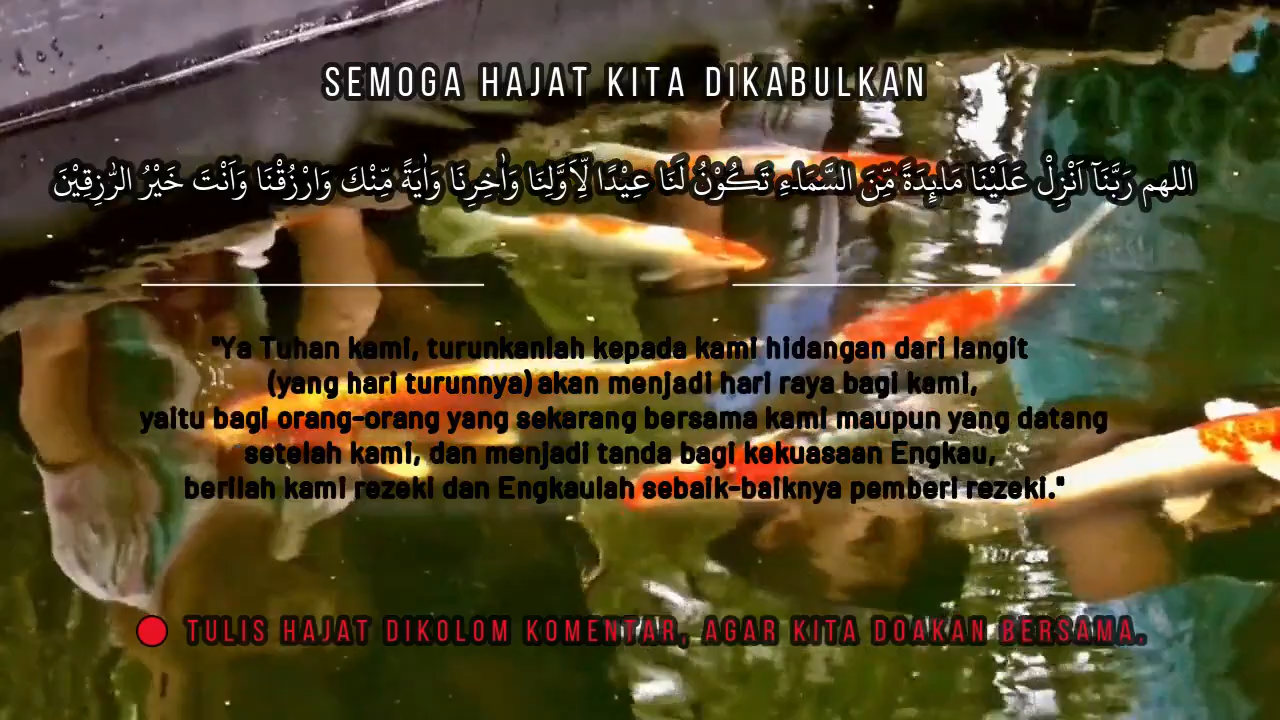 SEMOGA HAJAT KITA DIKABULKAN
اللهم رَبَّنَآ اَنْزِلْ عَلَيْنَا مَاۤىِٕدَةً مِّنَ السَّمَاۤءِ تَكُوْنُ لَنَا عِيْدًا لِّاَوَّلِنَا وَاٰخِرِنَا وَاٰيَةً مِّنْكَ وَارْزُقْنَا وَاَنْتَ خَيْرُ الرّٰزِقِيْنَ
"Ya Tuhan kami, turunkanlah kepada kami hidangan dari langit
(yang hari turunnya) akan menjadi hari raya bagi kami,
yaitu bagi orang-orang yang sekarang bersama kami maupun yang datang
setelah kami, dan menjadi tanda bagi kekuasaan Engkau,
berilah kami rezeki dan Engkaulah sebaik-baiknya pemberi rezeki."
TULIS HAJAT DIKOLOM KOMENTAR, AGAR KITA DOAKAN BERSAMA.